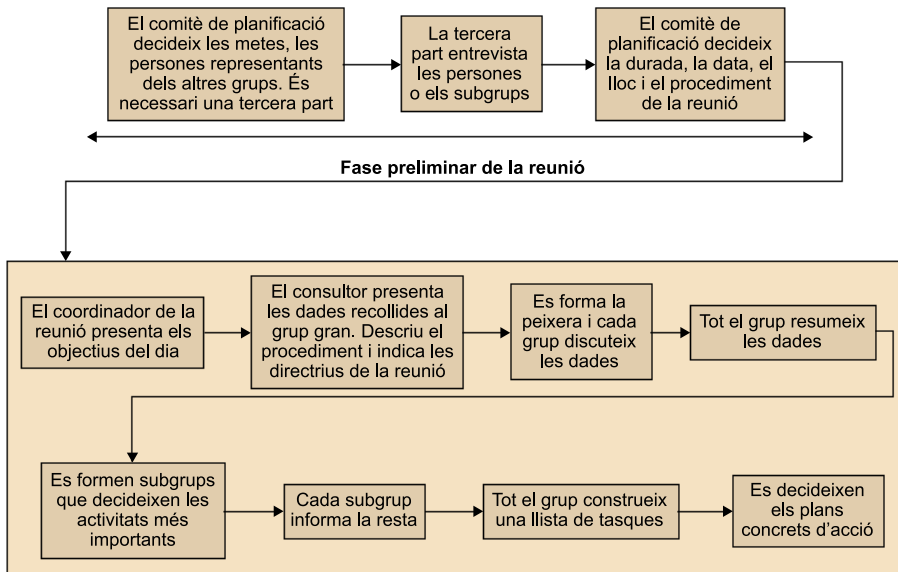 El comitè de planificació
decideix les metes, les
persones representants
dels altres grups. És
necessari una tercera part
La tercera
part entrevista
les persones
o els subgrups
El comitè de
planificació decideix
la durada, la data, el
lloc i el procediment
de la reunió
Fase preliminar de la reunió
El coordinador de la
reunió presenta els
objectius del dia
El consultor presenta
les dades recollides al
grup gran. Descriu el
procediment i indica les
directrius de la reunió
Es forma la
peixera i cada
grup discuteix
les dades
Tot el grup resumeix
les dades
Es formen subgrups
que decideixen les
activitats més
importants
Cada subgrup
informa la resta
Tot el grup construeix
una llista de tasques
Es decideixen
els plans
concrets d’acció